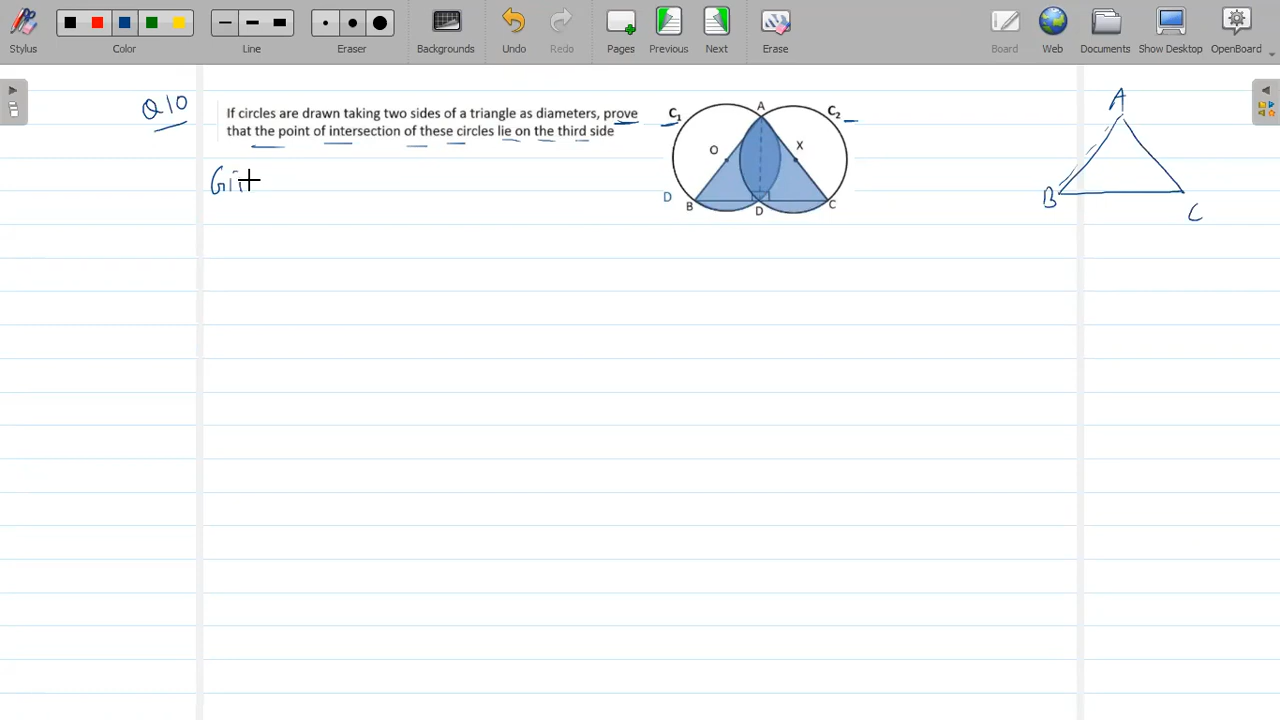 Stylus
Color
Line
Eraser
Backgrounds
Undo
Redo
Pages
Previous
Next
Erase
Board
Web
Documents
Show Desktop
OpenBoard
Q10
If circles are drawn taking two sides of a triangle as diameters, prove
that the point of intersection of these circles lie on the third side
C1
A
C2
O
X
D
B
D
C
A
B
C